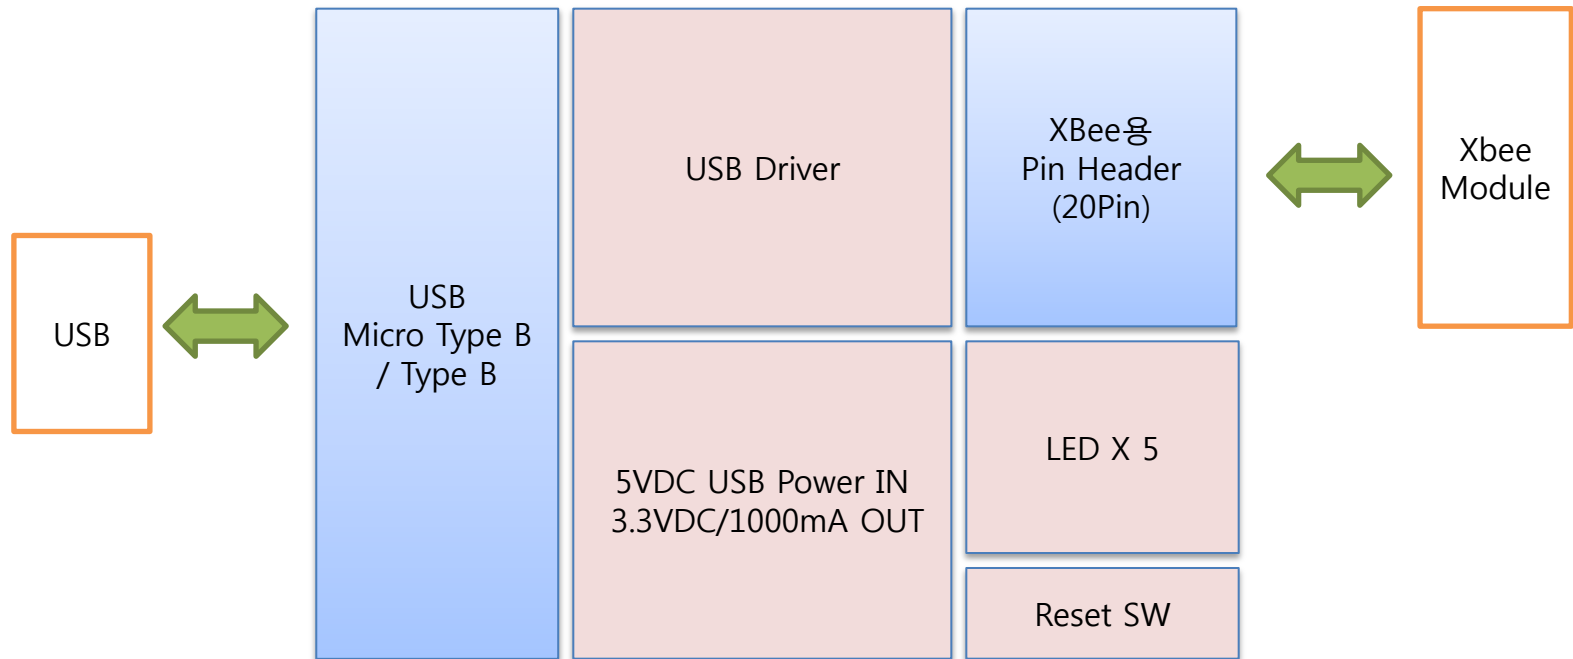 USB
USB
Micro Type B
/ Type B
USB Driver
5VDC USB Power IN
3.3VDC/1000mA OUT
XBee용
Pin Header
(20Pin)
LED X 5
Reset SW
Xbee
Module